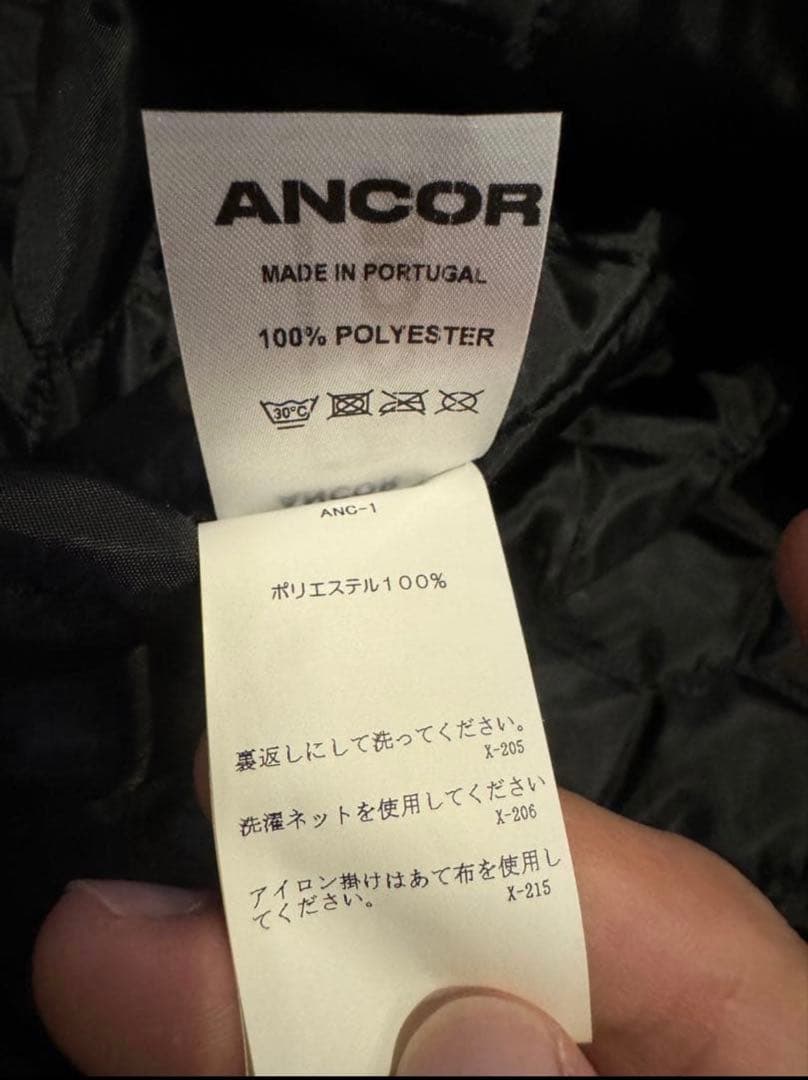 ANCOR
MADE IN PORTUGAL
100% POLYESTER
30°C
ANCOR
ANC-1
ポリエステル100%
裏返しにして洗ってください。
X-205
洗濯ネットを使用してください
X-206
アイロン掛けはあて布を使用し
てください。
X-215